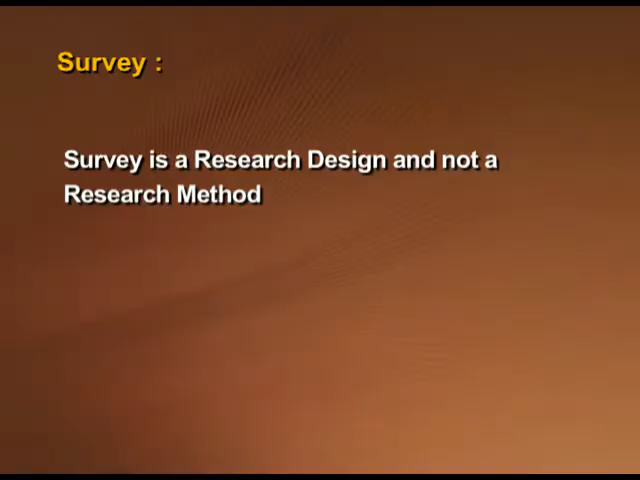 Survey :
Survey is a Research Design and not a
Research Method